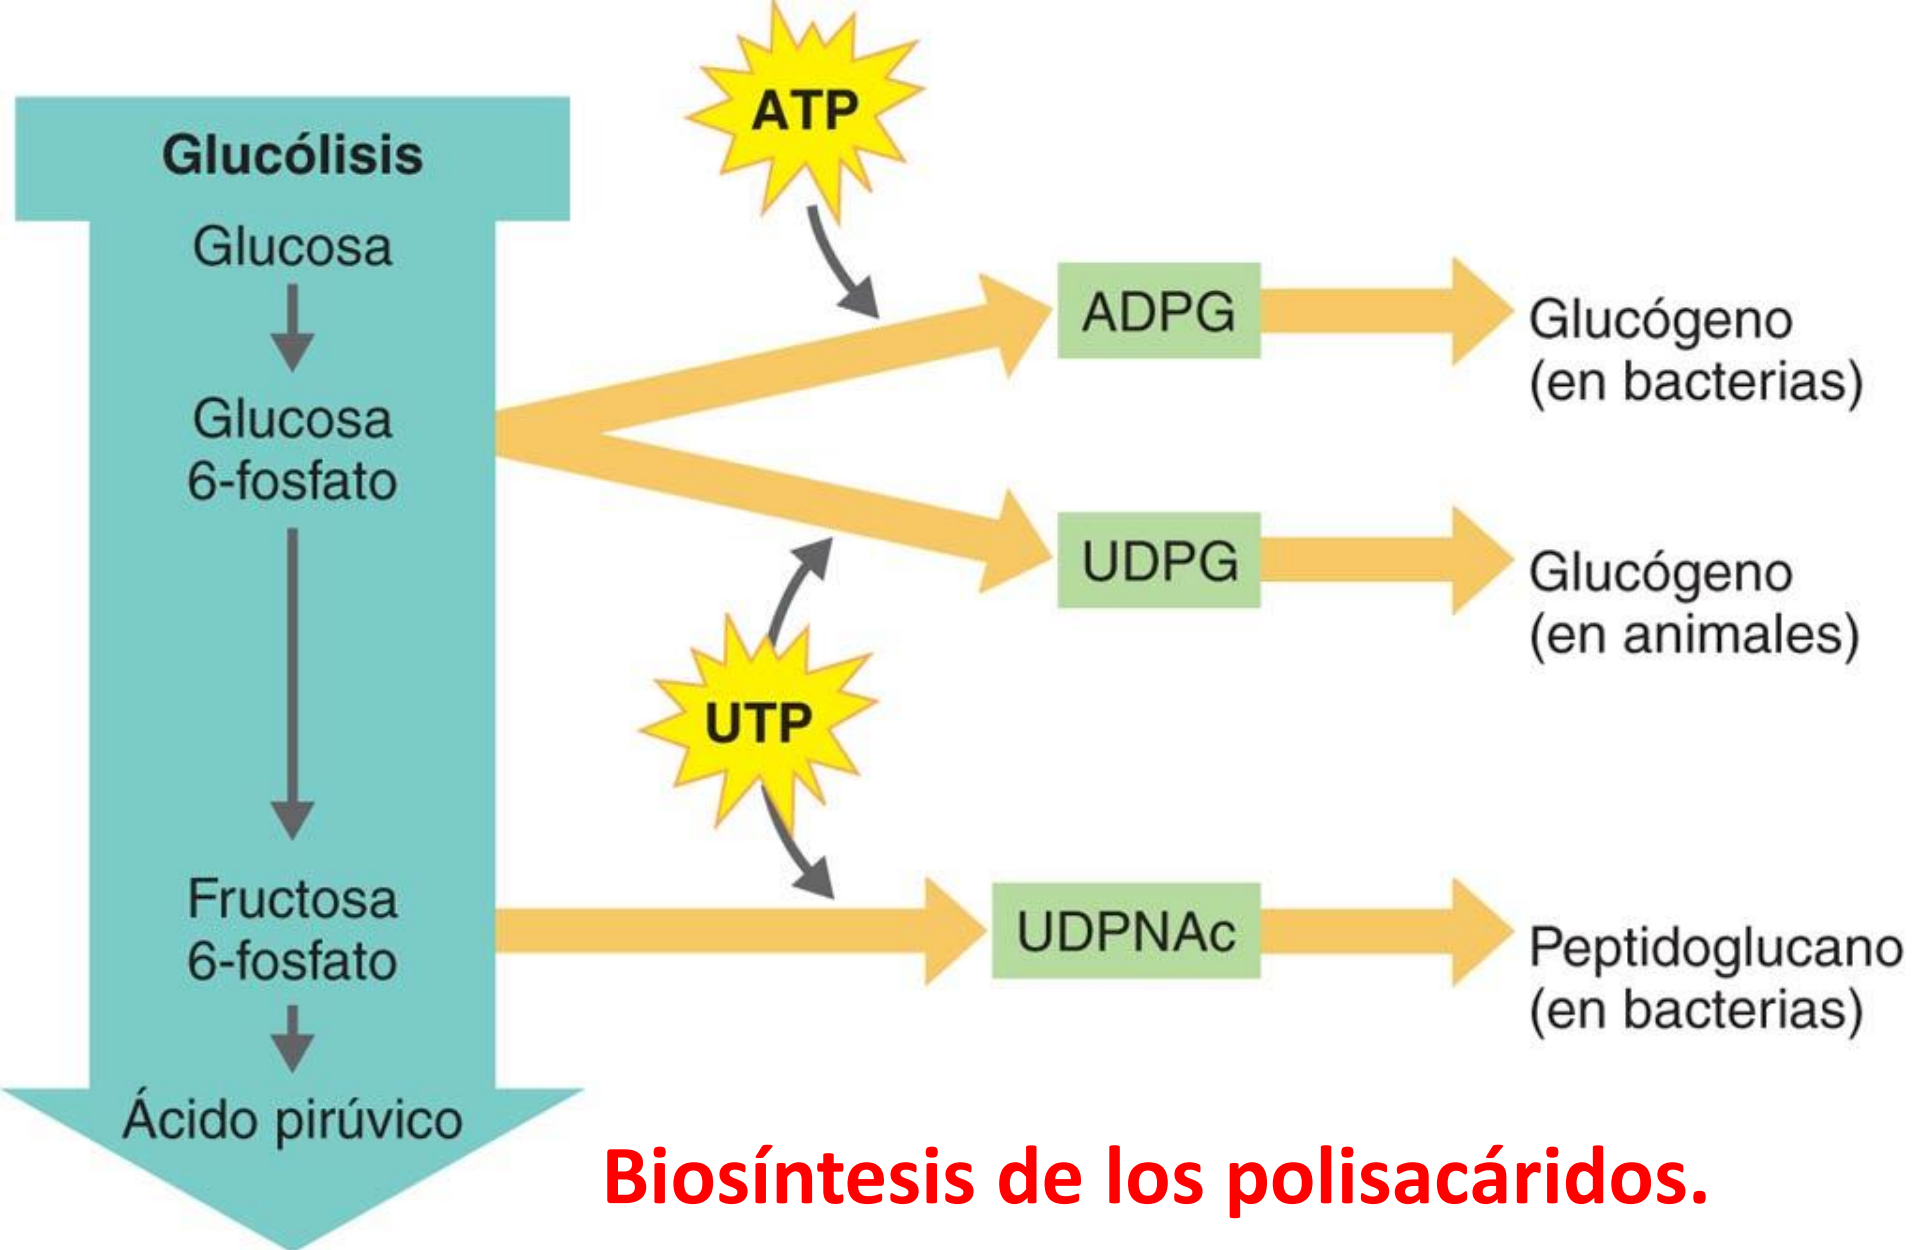 Glucólisis
Glucosa
Glucosa
6-fosfato
Fructosa
6-fosfato
Ácido pirúvico
ATP
ADPG
Glucógeno
(en bacterias)
UDPG
Glucógeno
(en animales)
UTP
UDPNAc
Peptidoglucano
(en bacterias)
Biosíntesis de los polisacáridos.